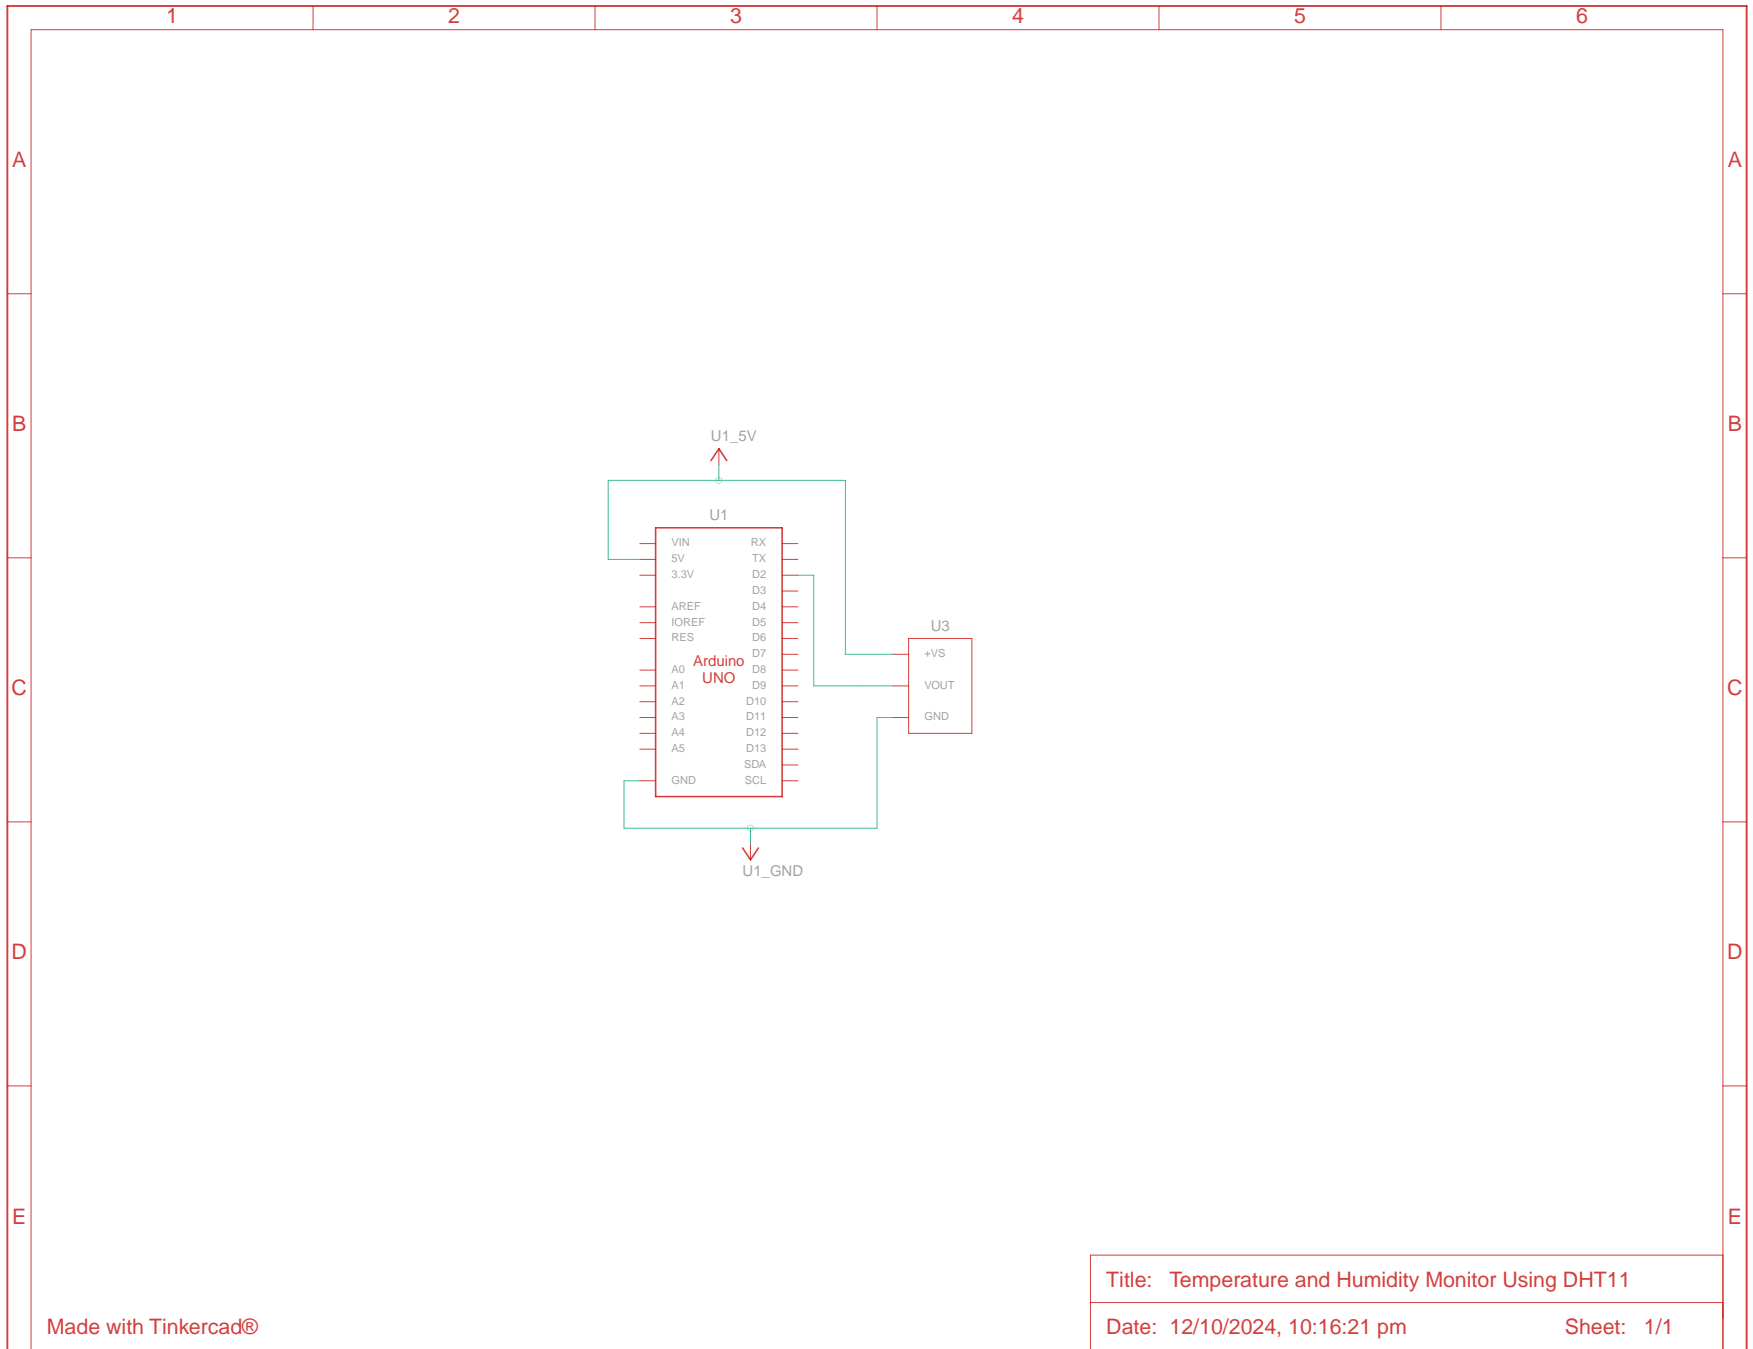 1 2 3 4 5 6
A A
B B
U1_5V
U1
VIN RX
5V TX
3.3V D2
D3
AREF D4
IOREF D5
RES D6
D7
Arduino
A0 D8
UNO
A1 D9
A2 D10
A3 D11
A4 D12
A5 D13
SDA
GND SCL
U3
+VS
VOUT
GND
C C
U1_GND
D D
E E
Title: Temperature and Humidity Monitor Using DHT11
Made with Tinkercad®
Date: 12/10/2024, 10:16:21 pm Sheet: 1/1